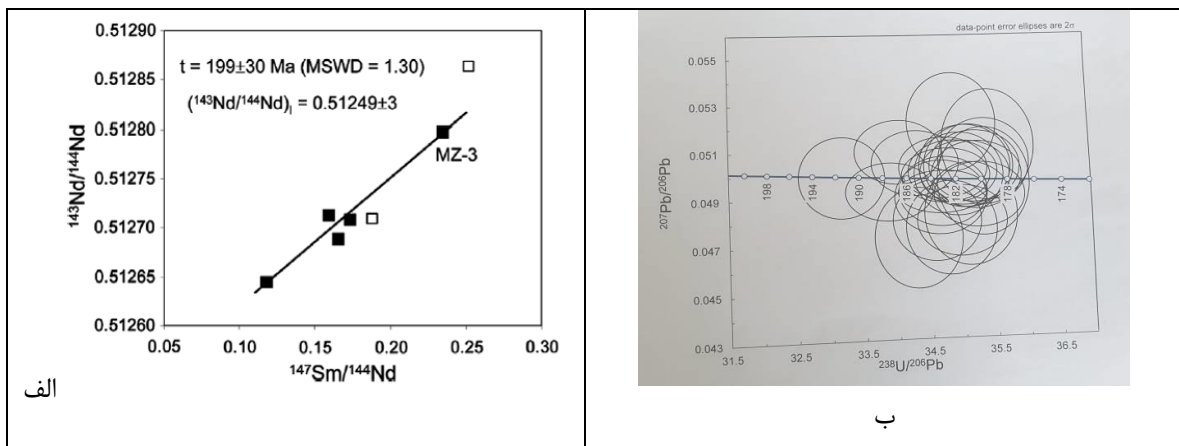 0.51290
0.51285
0.51280
0.51275
0.51270
0.51265
0.51260
t = 199±30 Ma (MSWD = 1.30)
(¹⁴³Nd/¹⁴⁴Nd)ᵢ = 0.51249±3
MZ-3
¹⁴³Nd/¹⁴⁴Nd
0.05 0.10 0.15 0.20 0.25 0.30
¹⁴⁷Sm/¹⁴⁴Nd
الف
data-point error ellipses are 2σ
0.055
0.053
0.051
0.049
0.047
0.045
0.043
²⁰⁷Pb/²⁰⁶Pb
198 194 190 186 182 178 174
31.5 32.5 33.5 34.5 35.5 36.5
²³⁸U/²⁰⁶Pb
ب